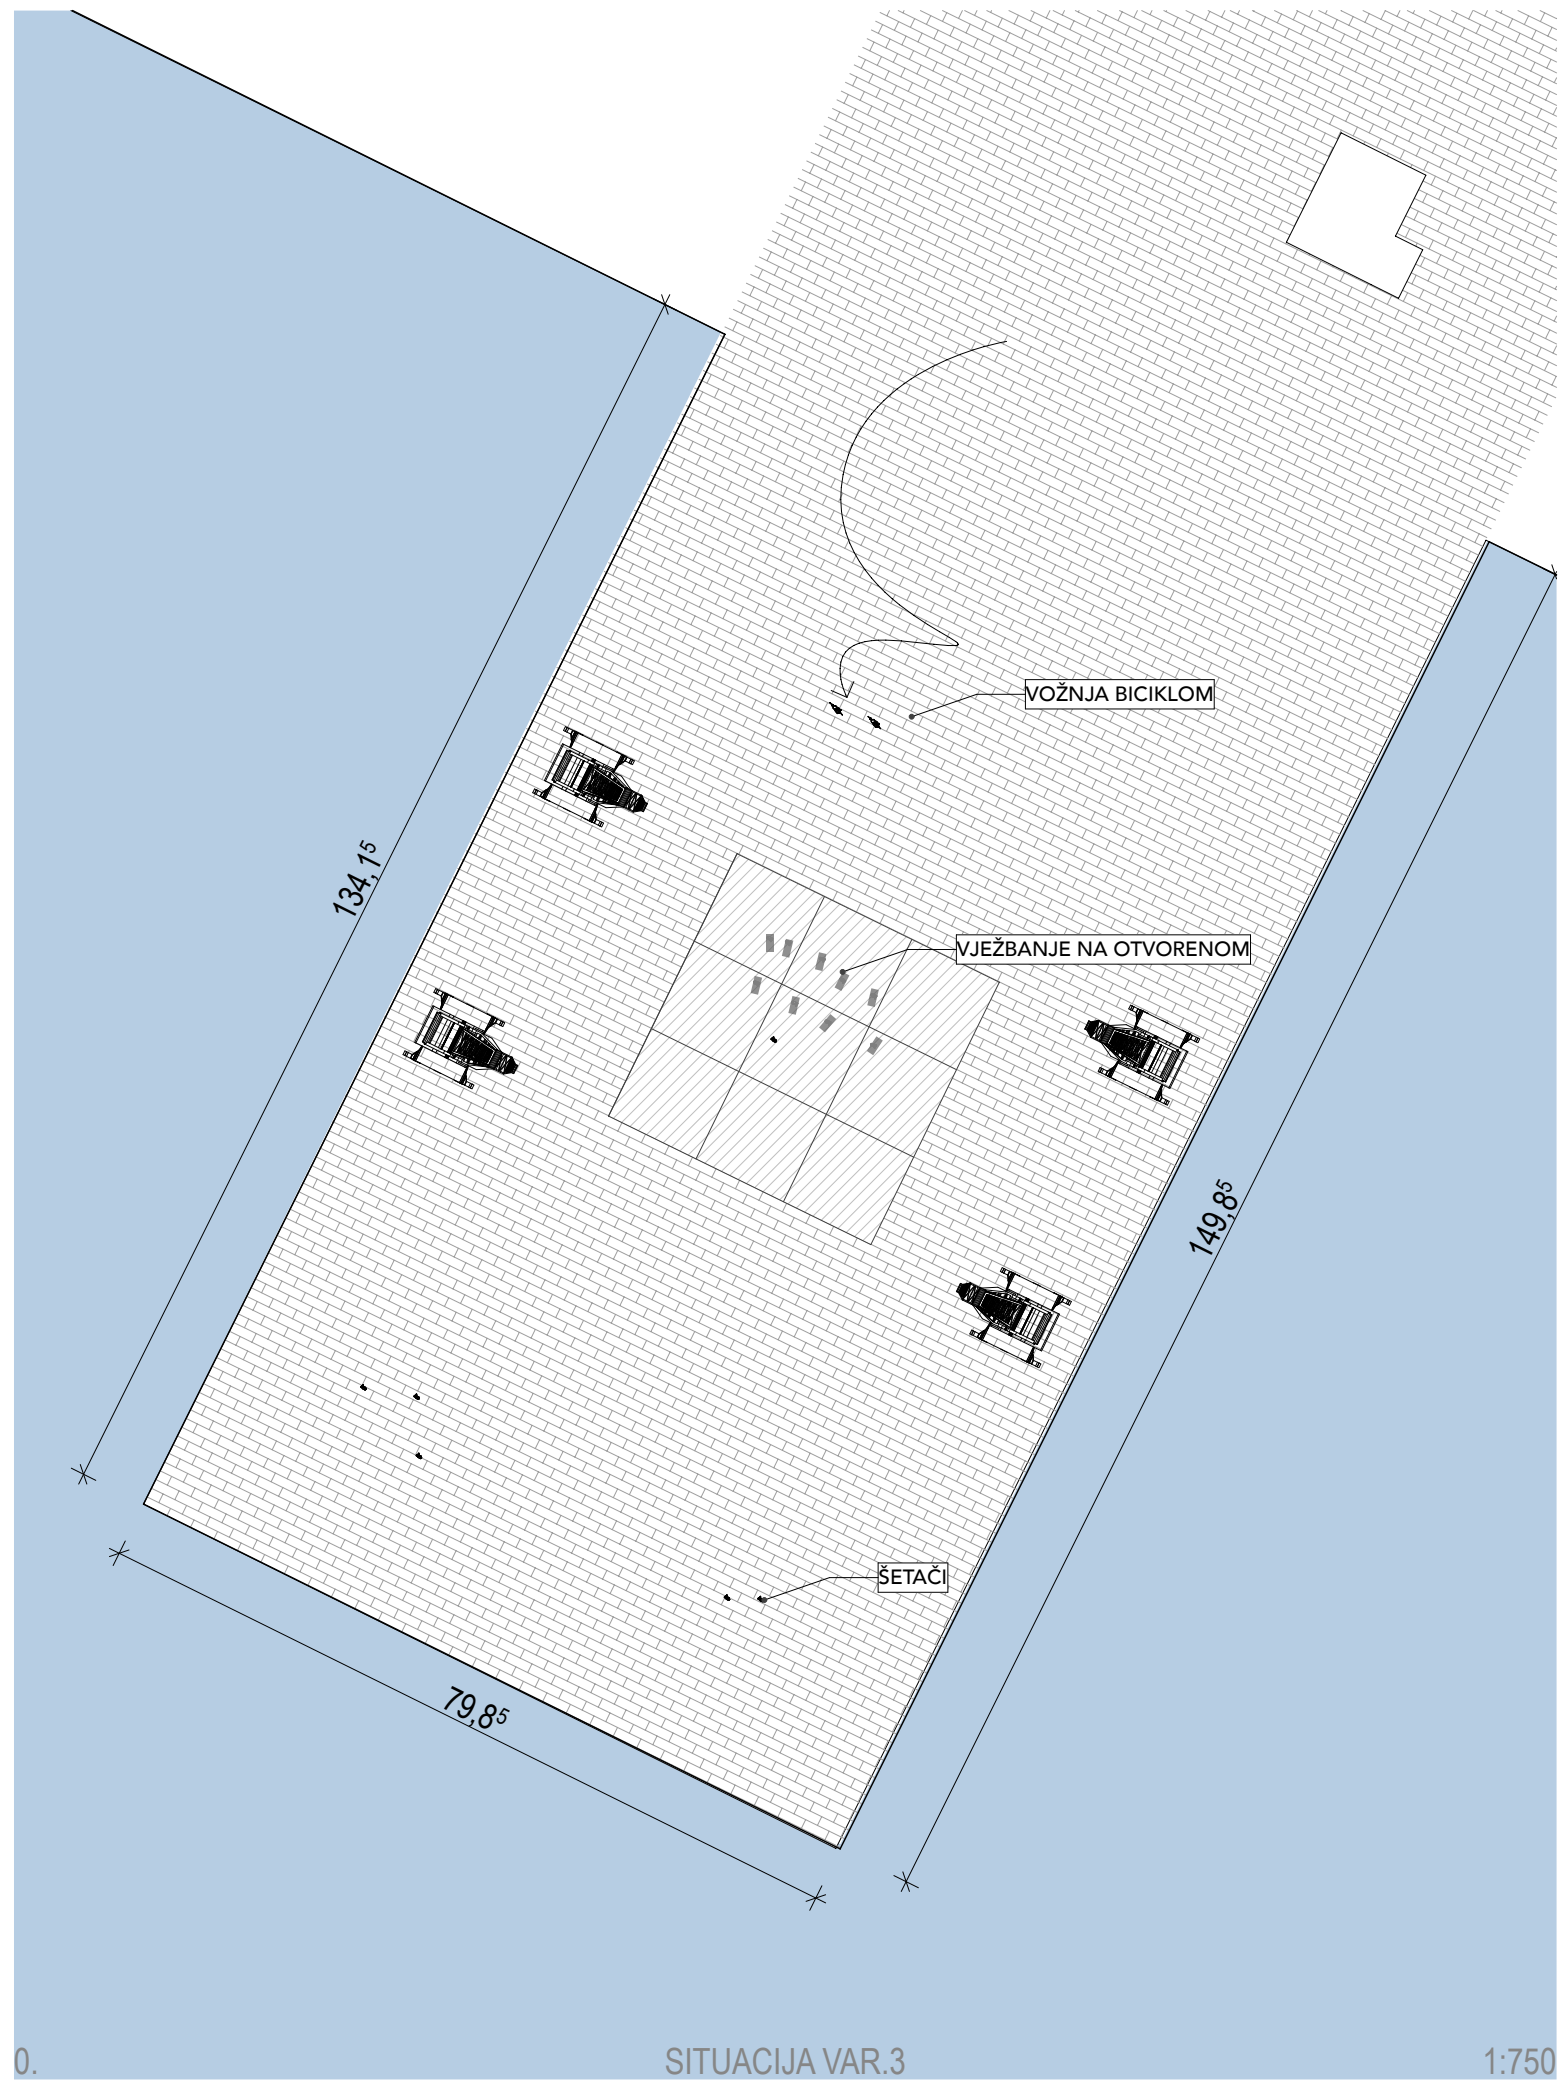 VOŽNJA BICIKLOM
134,1⁵
VJEŽBANJE NA OTVORENOM
149,8⁵
ŠETAČI
79,8⁵
0. SITUACIJA VAR.3 1:750